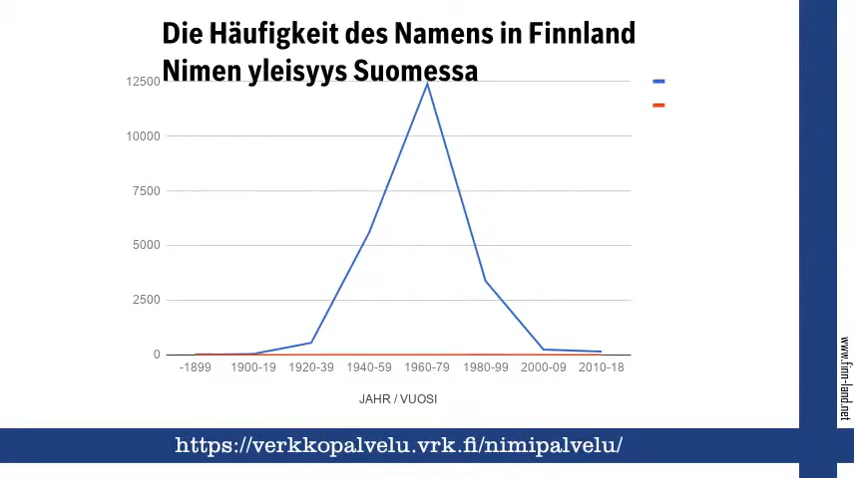 Die Häufigkeit des Namens in Finnland
Nimen yleisyys Suomessa
12500
10000
7500
5000
2500
0
-1899 1900-19 1920-39 1940-59 1960-79 1980-99 2000-09 2010-18
JAHR / VUOSI
www.finn-land.net
https://verkkopalvelu.vrk.fi/nimipalvelu/